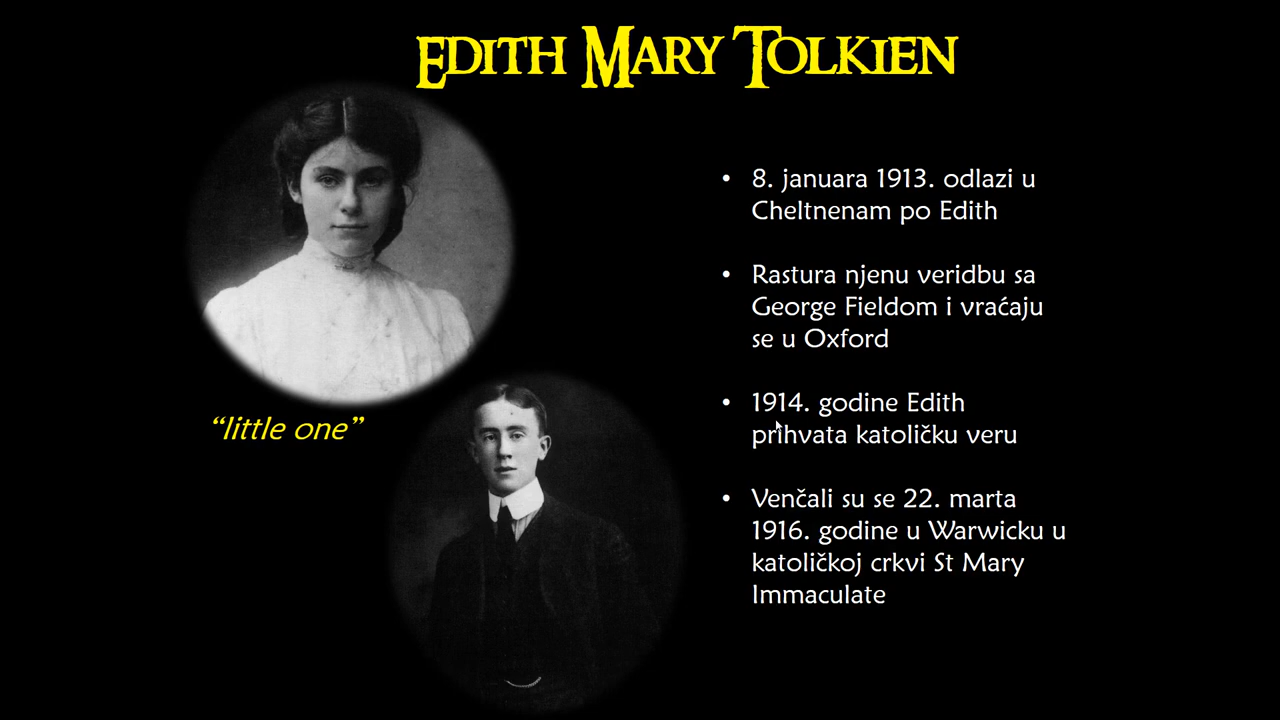 EDITH MARY TOLKIEN
• 8. januara 1913. odlazi u
Cheltnenam po Edith
• Rastura njenu veridbu sa
George Fieldom i vraćaju
se u Oxford
• 1914. godine Edith
prihvata katoličku veru
• Venčali su se 22. marta
1916. godine u Warwicku u
katoličkoj crkvi St Mary
Immaculate
“little one”